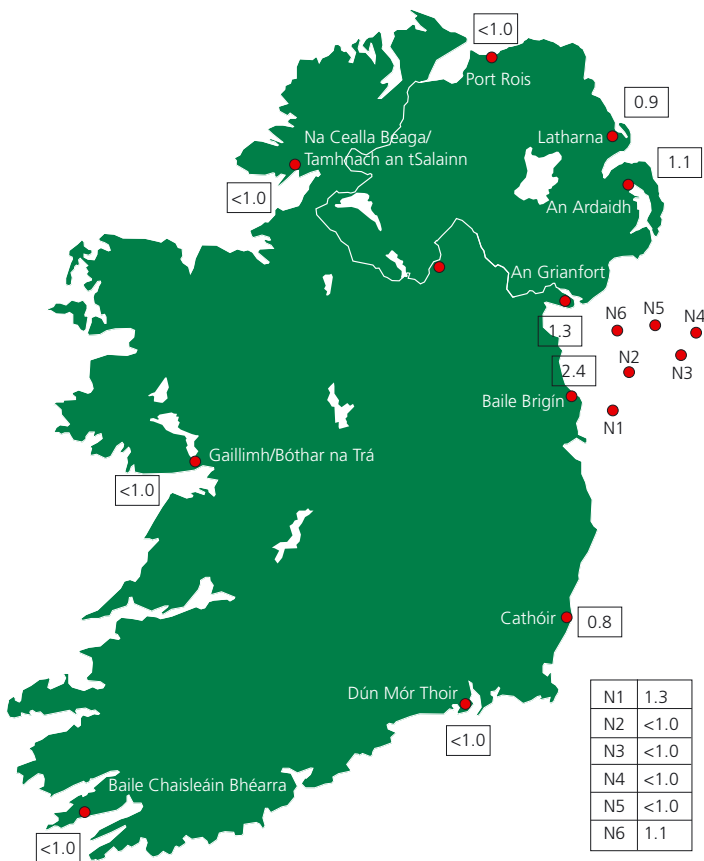 <1.0
Port Rois
0.9
Latharna
Na Cealla Beaga/
Tamhnach an tSalainn
1.1
<1.0
An Ardaidh
An Grianfort
N6
N5
N4
1.3
N3
N2
2.4
Baile Brigín
N1
Gaillimh/Bóthar na Trá
<1.0
Cathóir
0.8
Dún Mór Thoir
<1.0
Baile Chaisleáin Bhéarra
<1.0
N1 1.3
N2 <1.0
N3 <1.0
N4 <1.0
N5 <1.0
N6 1.1